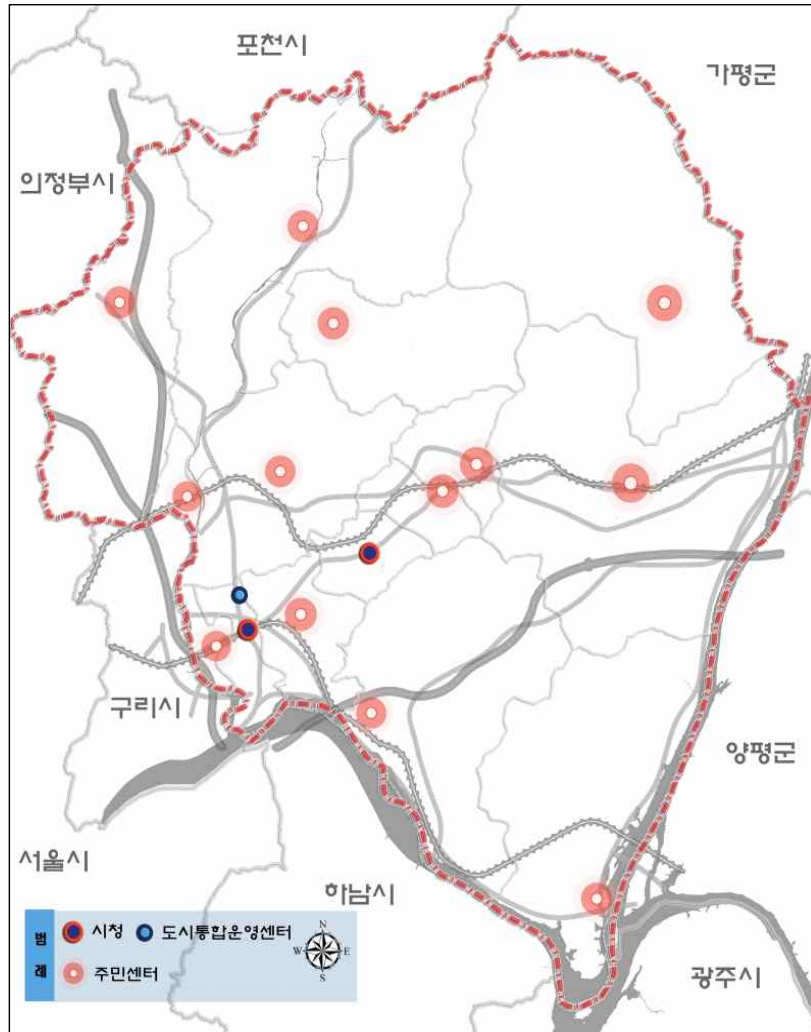 포천시
가평군
의정부시
구리시
양평군
서울시
하남시
광주시
범례
시청 도시통합운영센터
주민센터
N
W E
S